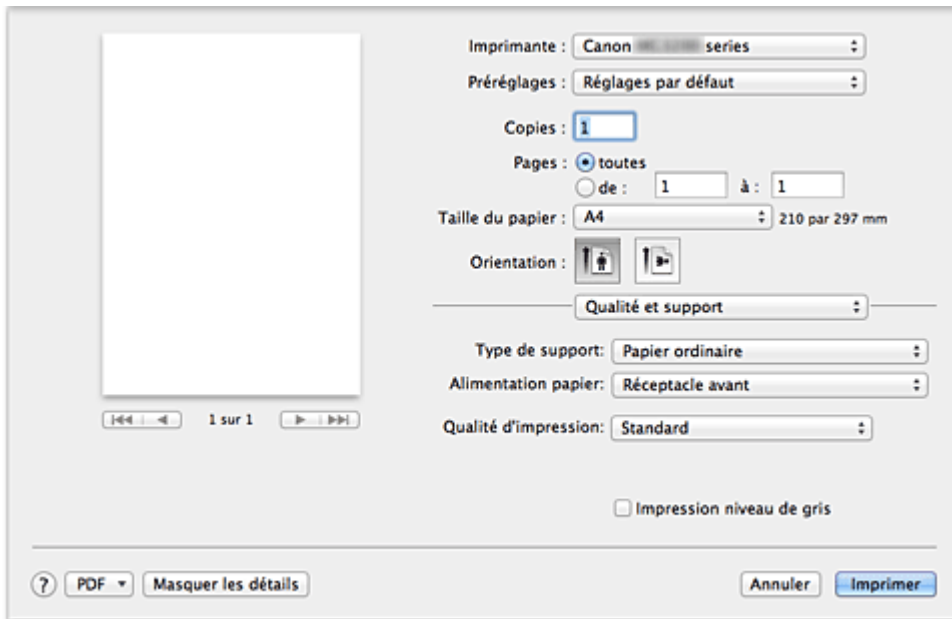 Imprimante : Canon series
Préréglages : Réglages par défaut
Copies : 1
Pages : toutes
de : 1 à : 1
Taille du papier : A4 210 par 297 mm
Orientation :
Qualité et support
Type de support: Papier ordinaire
Alimentation papier: Réceptacle avant
1 sur 1
Qualité d'impression: Standard
Impression niveau de gris
? PDF Masquer les détails Annuler Imprimer